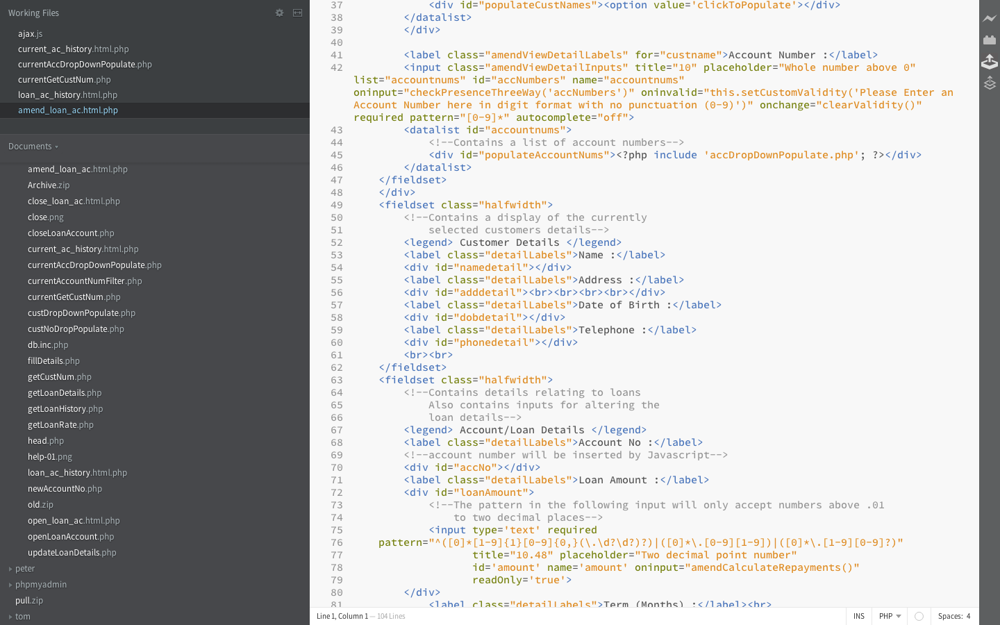 Working Files
ajax.js
current_ac_history.html.php
currentAccDropDownPopulate.php
currentGetCustNum.php
loan_ac_history.html.php
amend_loan_ac.html.php
Documents
amend_loan_ac.html.php
Archive.zip
close_loan_ac.html.php
close.png
closeLoanAccount.php
current_ac_history.html.php
currentAccDropDownPopulate.php
currentAccountNumFilter.php
currentGetCustNum.php
custDropDownPopulate.php
custNoDropPopulate.php
db.inc.php
fillDetails.php
getCustNum.php
getLoanDetails.php
getLoanHistory.php
getLoanRate.php
head.php
help-01.png
loan_ac_history.html.php
newAccountNo.php
old.zip
open_loan_ac.html.php
openLoanAccount.php
updateLoanDetails.php
peter
phpmyadmin
pull.zip
tom
37 <div id="populateCustNames"><option value='clickToPopulate'></div>
38 </datalist>
39 </div>
40
41 <label class="amendViewDetailLabels" for="custname">Account Number :</label>
42 <input class="amendViewDetailInputs" title="10" placeholder="Whole number above 0"
list="accountnums" id="accNumbers" name="accountnums"
oninput="checkPresenceThreeWay('accNumbers')" oninvalid="this.setCustomValidity('Please Enter an
Account Number here in digit format with no punctuation (0-9)')" onchange="clearValidity()"
required pattern="[0-9]*" autocomplete="off">
43 <datalist id="accountnums">
44 <!--Contains a list of account numbers-->
45 <div id="populateAccountNums"><?php include 'accDropDownPopulate.php'; ?></div>
46 </datalist>
47 </fieldset>
48 </div>
49 <fieldset class="halfwidth">
50 <!--Contains a display of the currently
51 selected customers details-->
52 <legend> Customer Details </legend>
53 <label class="detailLabels">Name :</label>
54 <div id="namedetail"></div>
55 <label class="detailLabels">Address :</label>
56 <div id="adddetail"><br><br><br><br></div>
57 <label class="detailLabels">Date of Birth :</label>
58 <div id="dobdetail"></div>
59 <label class="detailLabels">Telephone :</label>
60 <div id="phonedetail"></div>
61 <br><br>
62 </fieldset>
63 <fieldset class="halfwidth">
64 <!--Contains details relating to loans
65 Also contains inputs for altering the
66 loan details-->
67 <legend> Account/Loan Details </legend>
68 <label class="detailLabels">Account No :</label>
69 <!--account number will be inserted by Javascript-->
70 <div id="accNo"></div>
71 <label class="detailLabels">Loan Amount :</label>
72 <div id="loanAmount">
73 <!--The pattern in the following input will only accept numbers above .01
74 to two decimal places-->
75 <input type='text' required
76 pattern="^([0]*[1-9]{1}[0-9]{0,}(\.\d?\d?)?)|([0]*\.[0-9][1-9])|([0]*\.[1-9][0-9]?)"
77 title="10.48" placeholder="Two decimal point number"
78 id='amount' name='amount' oninput="amendCalculateRepayments()"
79 readOnly='true'>
80 </div>
81 <label class="detailLabels">Term (Months) :</label><br>
Line 1, Column 1 — 104 Lines
INS PHP Spaces: 4